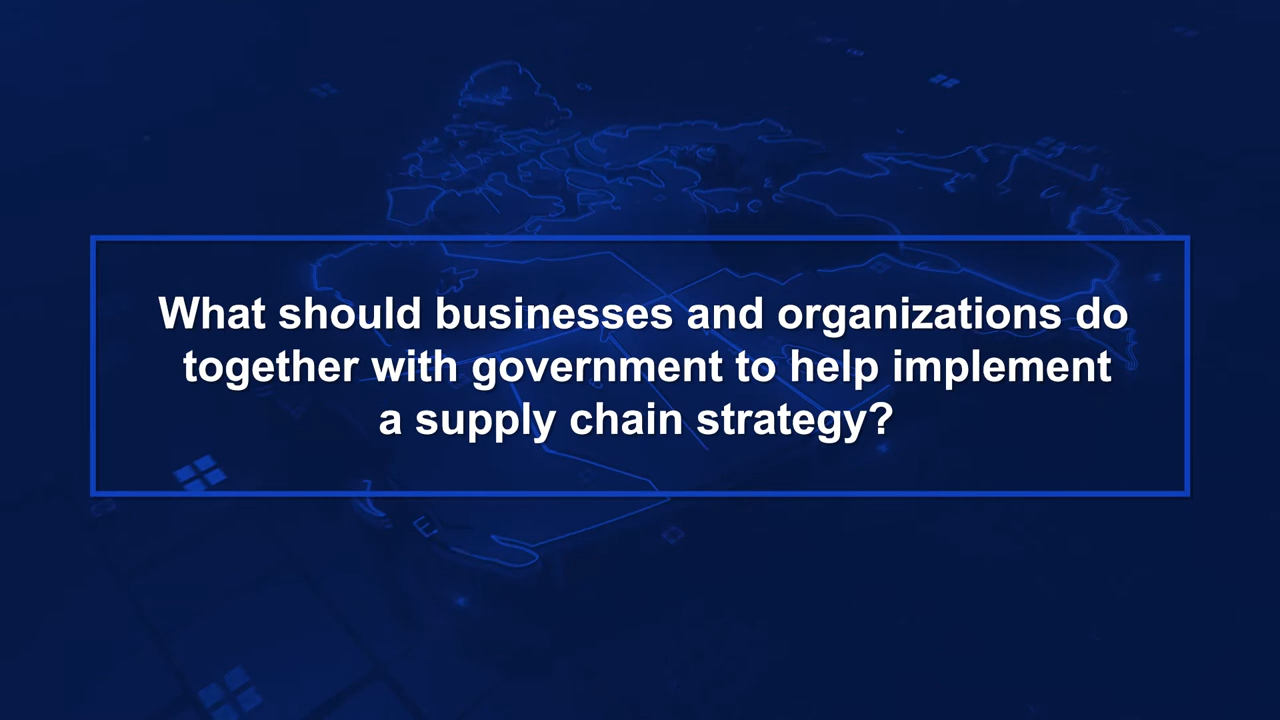 What should businesses and organizations do
together with government to help implement
a supply chain strategy?